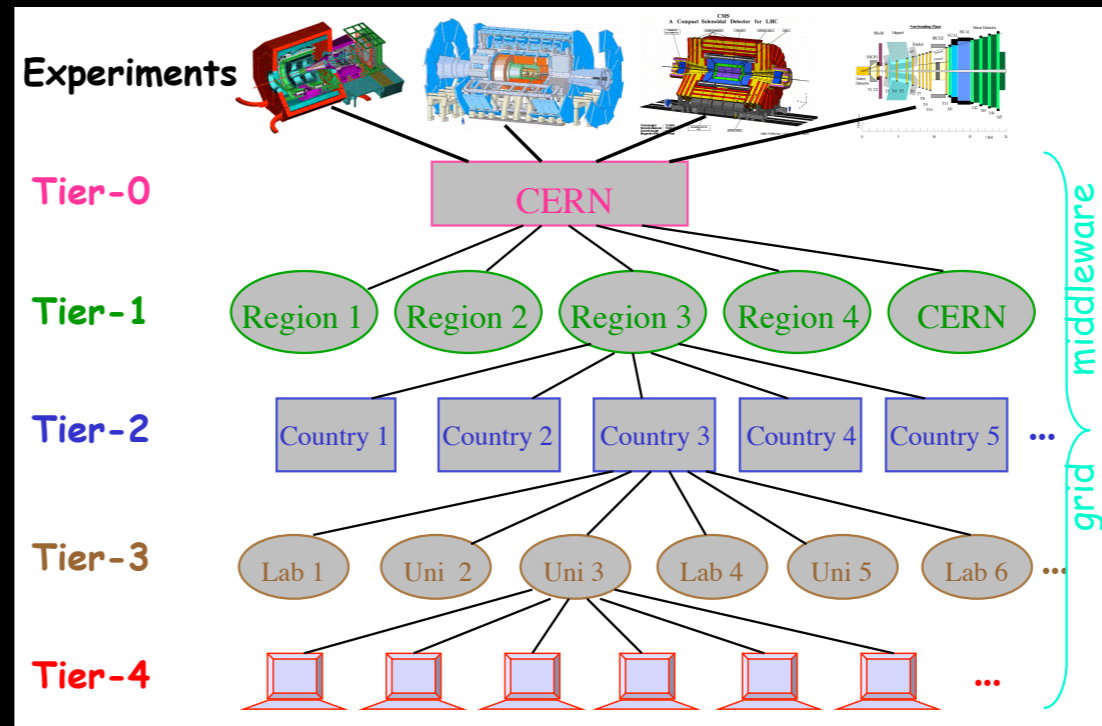 CMS
A Compact Solenoidal Detector for LHC
Experiments
Tier-0
CERN
middleware
Tier-1
Region 1
Region 2
Region 3
Region 4
CERN
Tier-2
Country 1
Country 2
Country 3
Country 4
Country 5
...
grid
Tier-3
Lab 1
Uni 2
Uni 3
Lab 4
Uni 5
Lab 6
...
Tier-4
...